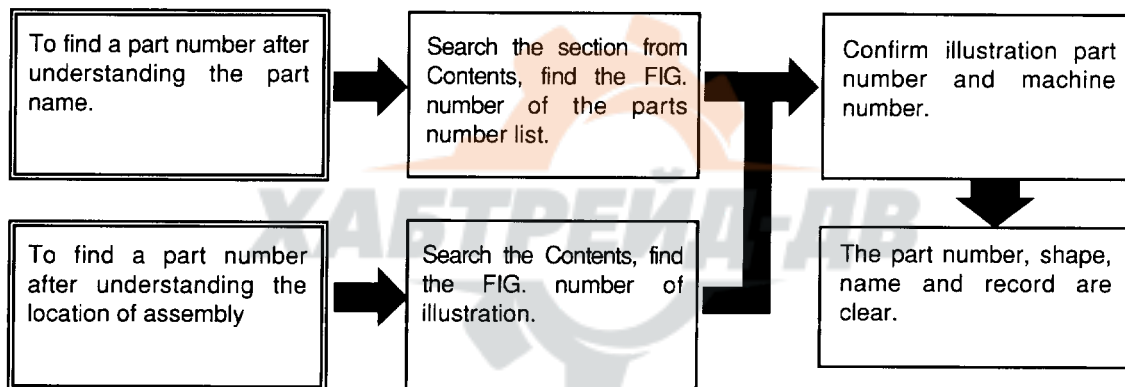 To find a part number after
understanding the part
name.
Search the section from
Contents, find the FIG.
number of the parts
number list.
Confirm illustration part
number and machine
number.
ХАБТРЕЙД-ДВ
To find a part number
after understanding the
location of assembly
Search the Contents, find
the FIG. number of
illustration.
The part number, shape,
name and record are
clear.